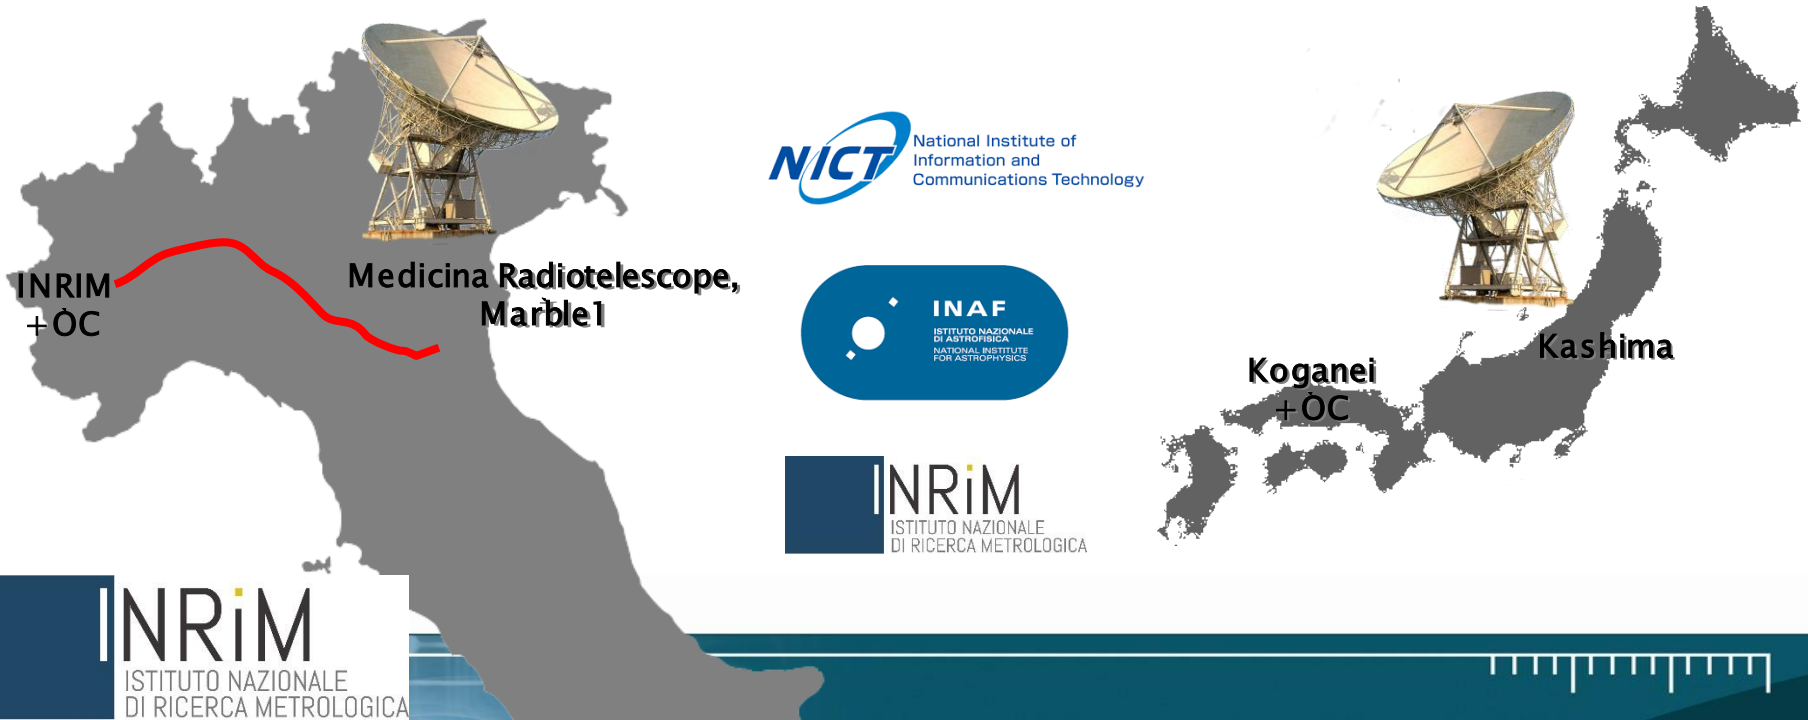 INRIM
+OC
Medicina Radiotelescope,
Marble1
NICT
National Institute of
Information and
Communications Technology
INAF
ISTITUTO NAZIONALE
DI ASTROFISICA
NATIONAL INSTITUTE
FOR ASTROPHYSICS
INRiM
ISTITUTO NAZIONALE
DI RICERCA METROLOGICA
Kashima
Koganei
+OC
INRiM
ISTITUTO NAZIONALE
DI RICERCA METROLOGICA